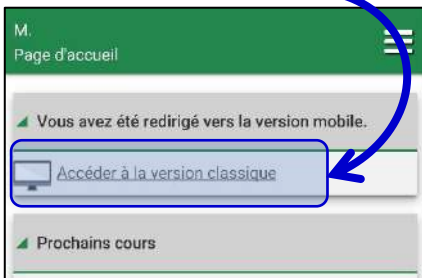 M.
Page d'accueil
Vous avez été redirigé vers la version mobile.
Accéder à la version classique
Prochains cours